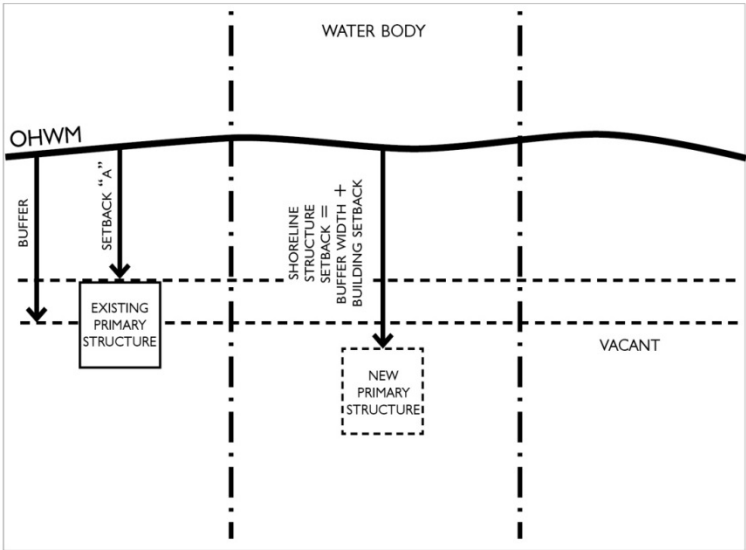 WATER BODY
OHWM
BUFFER
SETBACK “A”
SHORELINE
STRUCTURE
SETBACK =
BUFFER WIDTH +
BUILDING SETBACK
EXISTING
PRIMARY
STRUCTURE
VACANT
NEW
PRIMARY
STRUCTURE